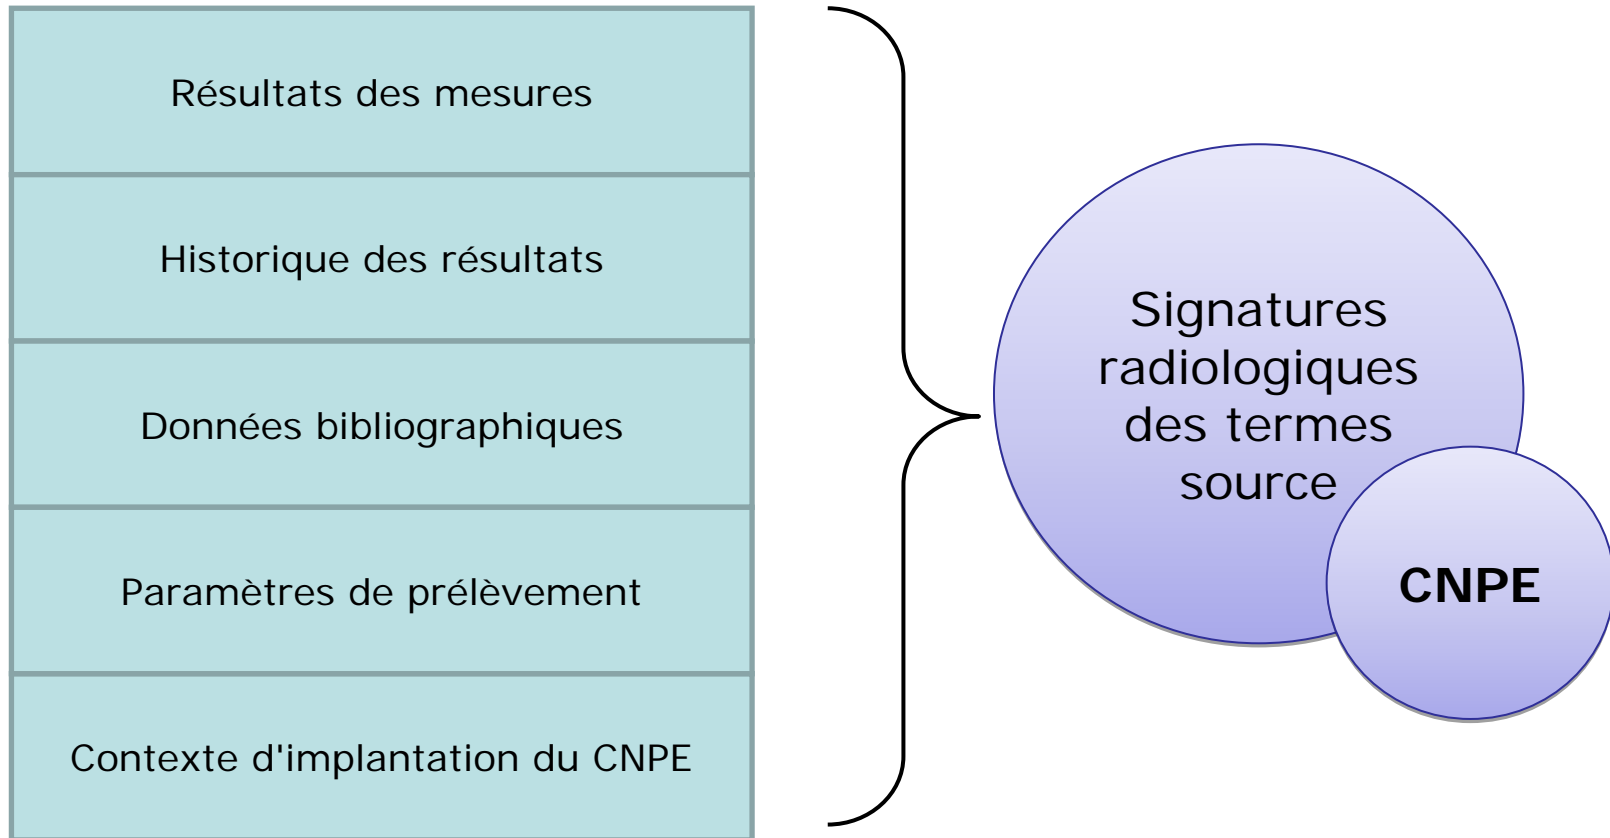 Résultats des mesures
Historique des résultats
Données bibliographiques
Paramètres de prélèvement
Contexte d'implantation du CNPE
Signatures
radiologiques
des termes
source
CNPE